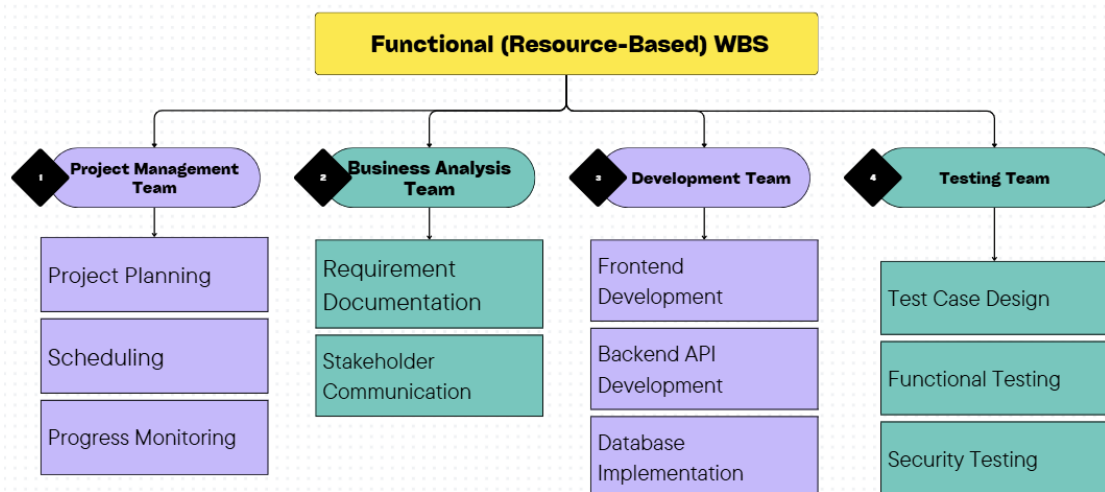 Functional (Resource-Based) WBS
1
Project Management
Team
Project Planning
Scheduling
Progress Monitoring
2
Business Analysis
Team
Requirement
Documentation
Stakeholder
Communication
3
Development Team
Frontend
Development
Backend API
Development
Database
Implementation
4
Testing Team
Test Case Design
Functional Testing
Security Testing